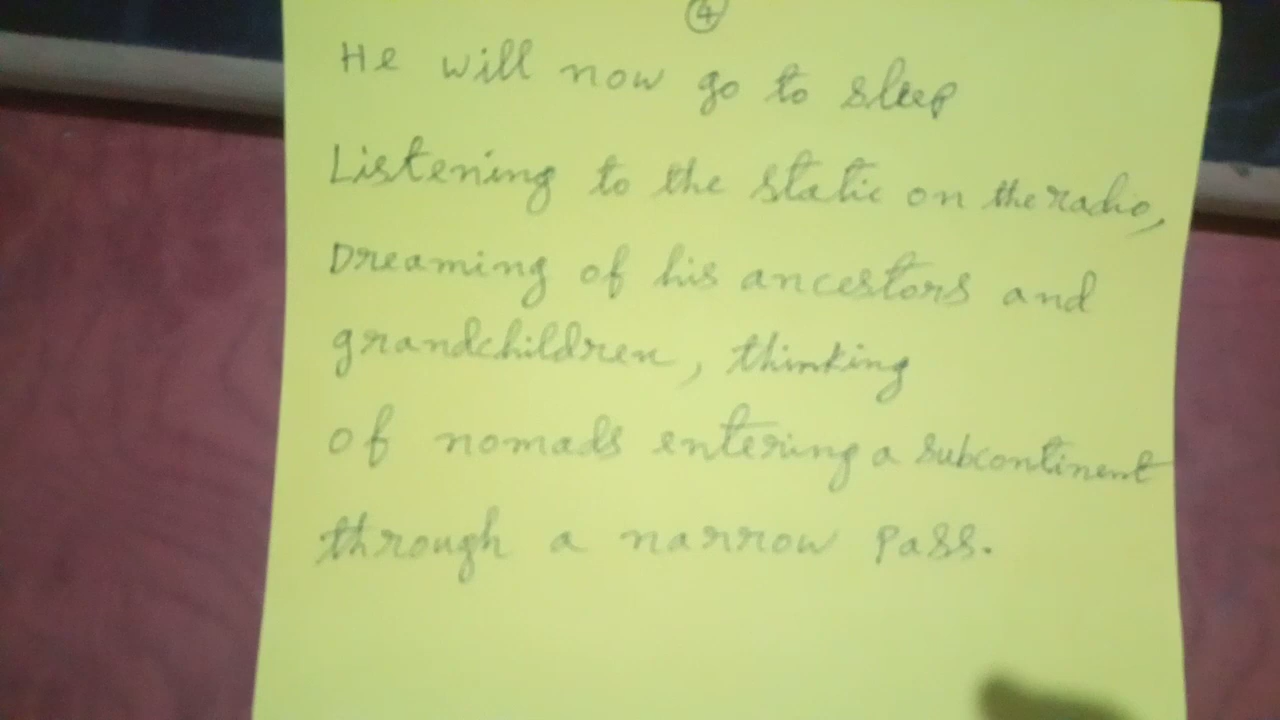 ④
He will now go to sleep
Listening to the static on the radio,
Dreaming of his ancestors and
grandchildren, thinking
of nomads entering a subcontinent
through a narrow pass.